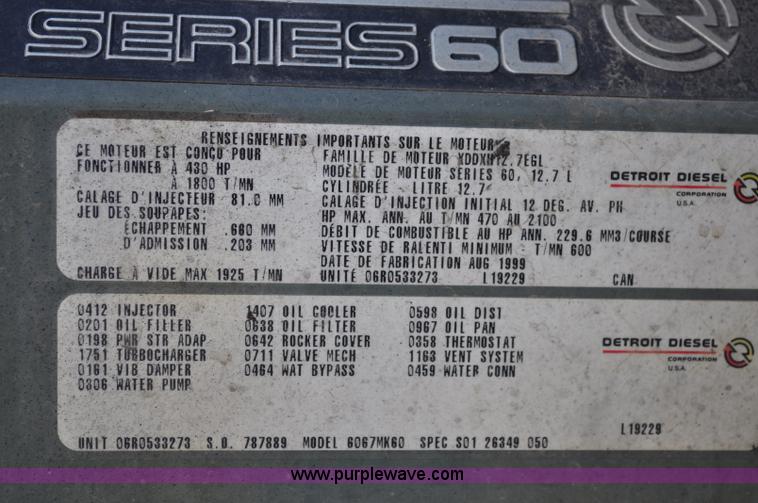 SERIES 60
RENSEIGNEMENTS IMPORTANTS SUR LE MOTEUR
CE MOTEUR EST CONÇU POUR
FONCTIONNER À 430 HP
À 1800 T/MN
CALAGE D'INJECTEUR 81.0 MM
JEU DES SOUPAPES:
ÉCHAPPEMENT .660 MM
D'ADMISSION .203 MM
CHARGE À VIDE MAX 1925 T/MN
FAMILLE DE MOTEUR XDDXH12.7EGL
MODÈLE DE MOTEUR SÉRIES 60, 12.7 L
CYLINDRÉE - LITRE 12.7
CALAGE D'INJECTION INITIAL 12 DEG. AV. PH
HP MAX. ANN. AU T/MN 470 AU 2100
DÉBIT DE COMBUSTIBLE AU HP ANN. 229.6 MM3/COURSE
VITESSE DE RALENTI MINIMUM - T/MN 600
DATE DE FABRICATION AUG 1999
UNITÉ 06R0533273 L19229 CAN
DETROIT DIESEL
CORPORATION
U.S.A.
0412 INJECTOR 1407 OIL COOLER 0598 OIL DIST
0201 OIL FILLER 0638 OIL FILTER 0967 OIL PAN
0198 PWR STR ADAP 0642 ROCKER COVER 0358 THERMOSTAT
1751 TURBOCHARGER 0711 VALVE MECH 1163 VENT SYSTEM
0161 VIB DAMPER 0464 WAT BYPASS 0459 WATER CONN
0306 WATER PUMP
DETROIT DIESEL
CORPORATION
U.S.A.
L19229
UNIT 06R0533273 S.O. 787889 MODEL 6067MK60 SPEC S01 26349 050
www.purplewave.com